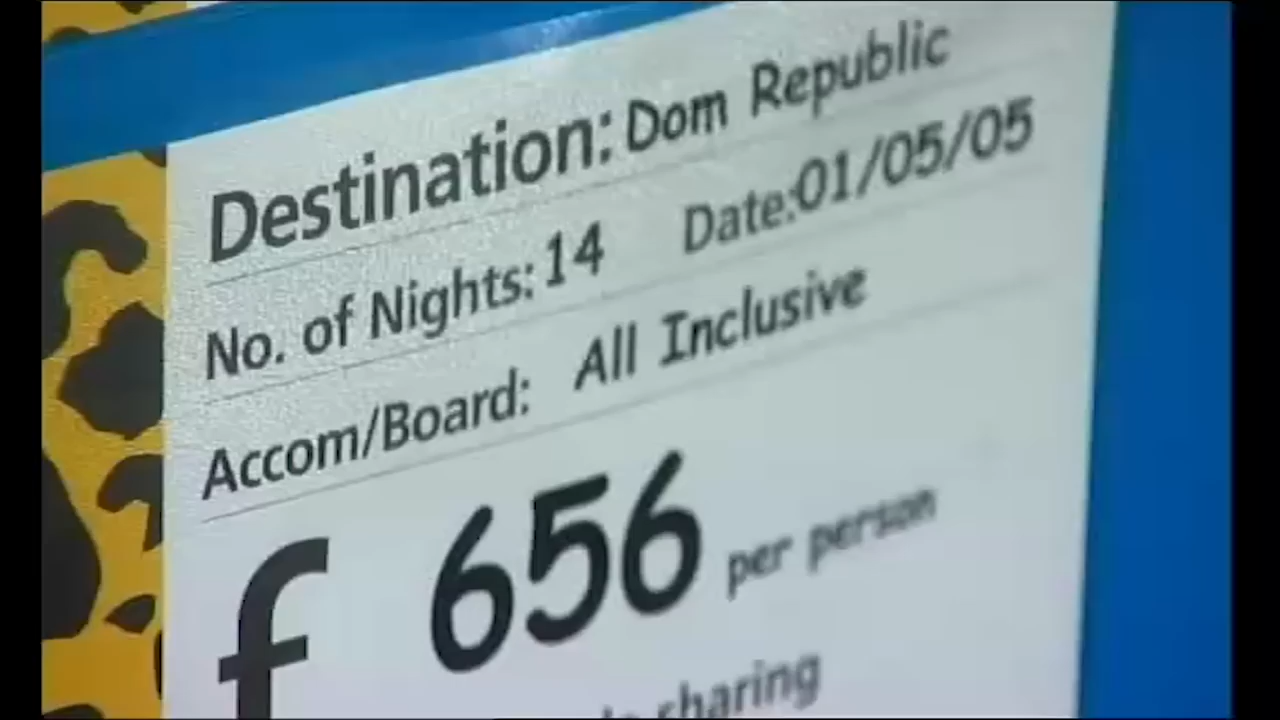 Destination: Dom Republic
No. of Nights: 14 Date: 01/05/05
Accom/Board: All Inclusive
£ 656 per person
sharing